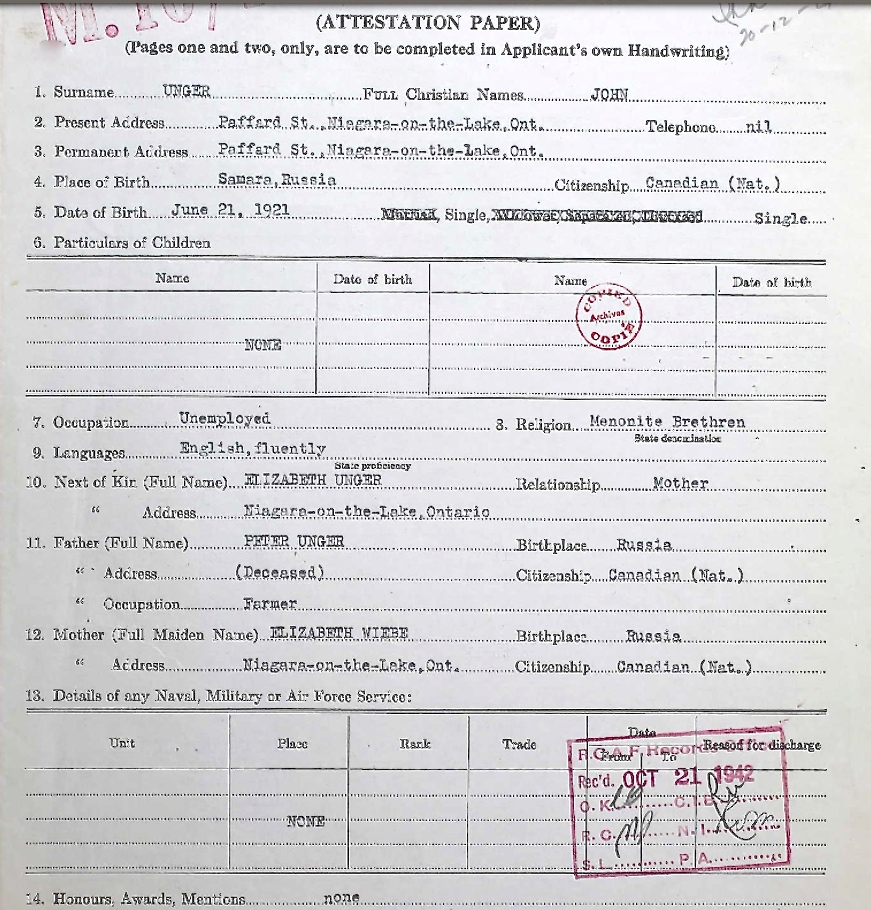 M.
20-12-
(ATTESTATION PAPER)
(Pages one and two, only, are to be completed in Applicant's own Handwriting)
1. Surname UNGER FULL Christian Names JOHN
2. Present Address Paffard St.,Niagara-on-the-Lake,Ont. Telephone nil
3. Permanent Address Paffard St.,Niagara-on-the-Lake,Ont.
4. Place of Birth Samara,Russia Citizenship Canadian (Nat.)
5. Date of Birth June 21, 1921 Married, Single, Single
6. Particulars of Children
Name Date of birth Name Date of birth
COPIED
Archives
COPIE
NONE
7. Occupation Unemployed 8. Religion Menonite Brethren
State denomination
9. Languages English,fluently
State proficiency
10. Next of Kin (Full Name) ELIZABETH UNGER Relationship Mother
" Address Niagara-on-the-Lake,Ontario
11. Father (Full Name) PETER UNGER Birthplace Russia
" Address (Deceased) Citizenship Canadian (Nat.)
" Occupation Farmer
12. Mother (Full Maiden Name) ELIZABETH WIEBE Birthplace Russia
" Address Niagara-on-the-Lake,Ont. Citizenship Canadian (Nat.)
13. Details of any Naval, Military or Air Force Service:
Unit Place Rank Trade Date Reason for discharge
From To
R.C.A.F. Records
Rec'd. OCT 21 1942
O.K. C.I.
NONE
R.C. N.I.
S.L. P.A.
14. Honours, Awards, Mentions none